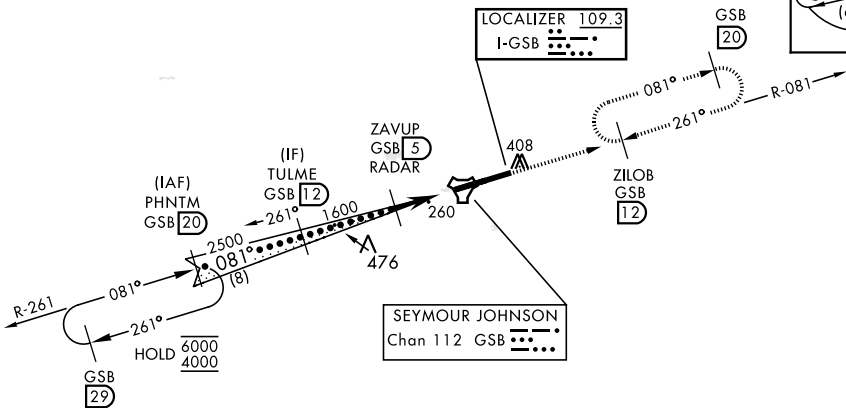 LOCALIZER 109.3
I-GSB
GSB
20
R-081
081°
261°
ZILOB
GSB
12
408
ZAVUP
GSB 5
RADAR
(IF)
TULME
GSB 12
(IAF)
PHNTM
GSB 20
261°
1600
260
2500
081°
(8)
476
R-261
081°
261°
HOLD 6000
4000
GSB
29
SEYMOUR JOHNSON
Chan 112 GSB